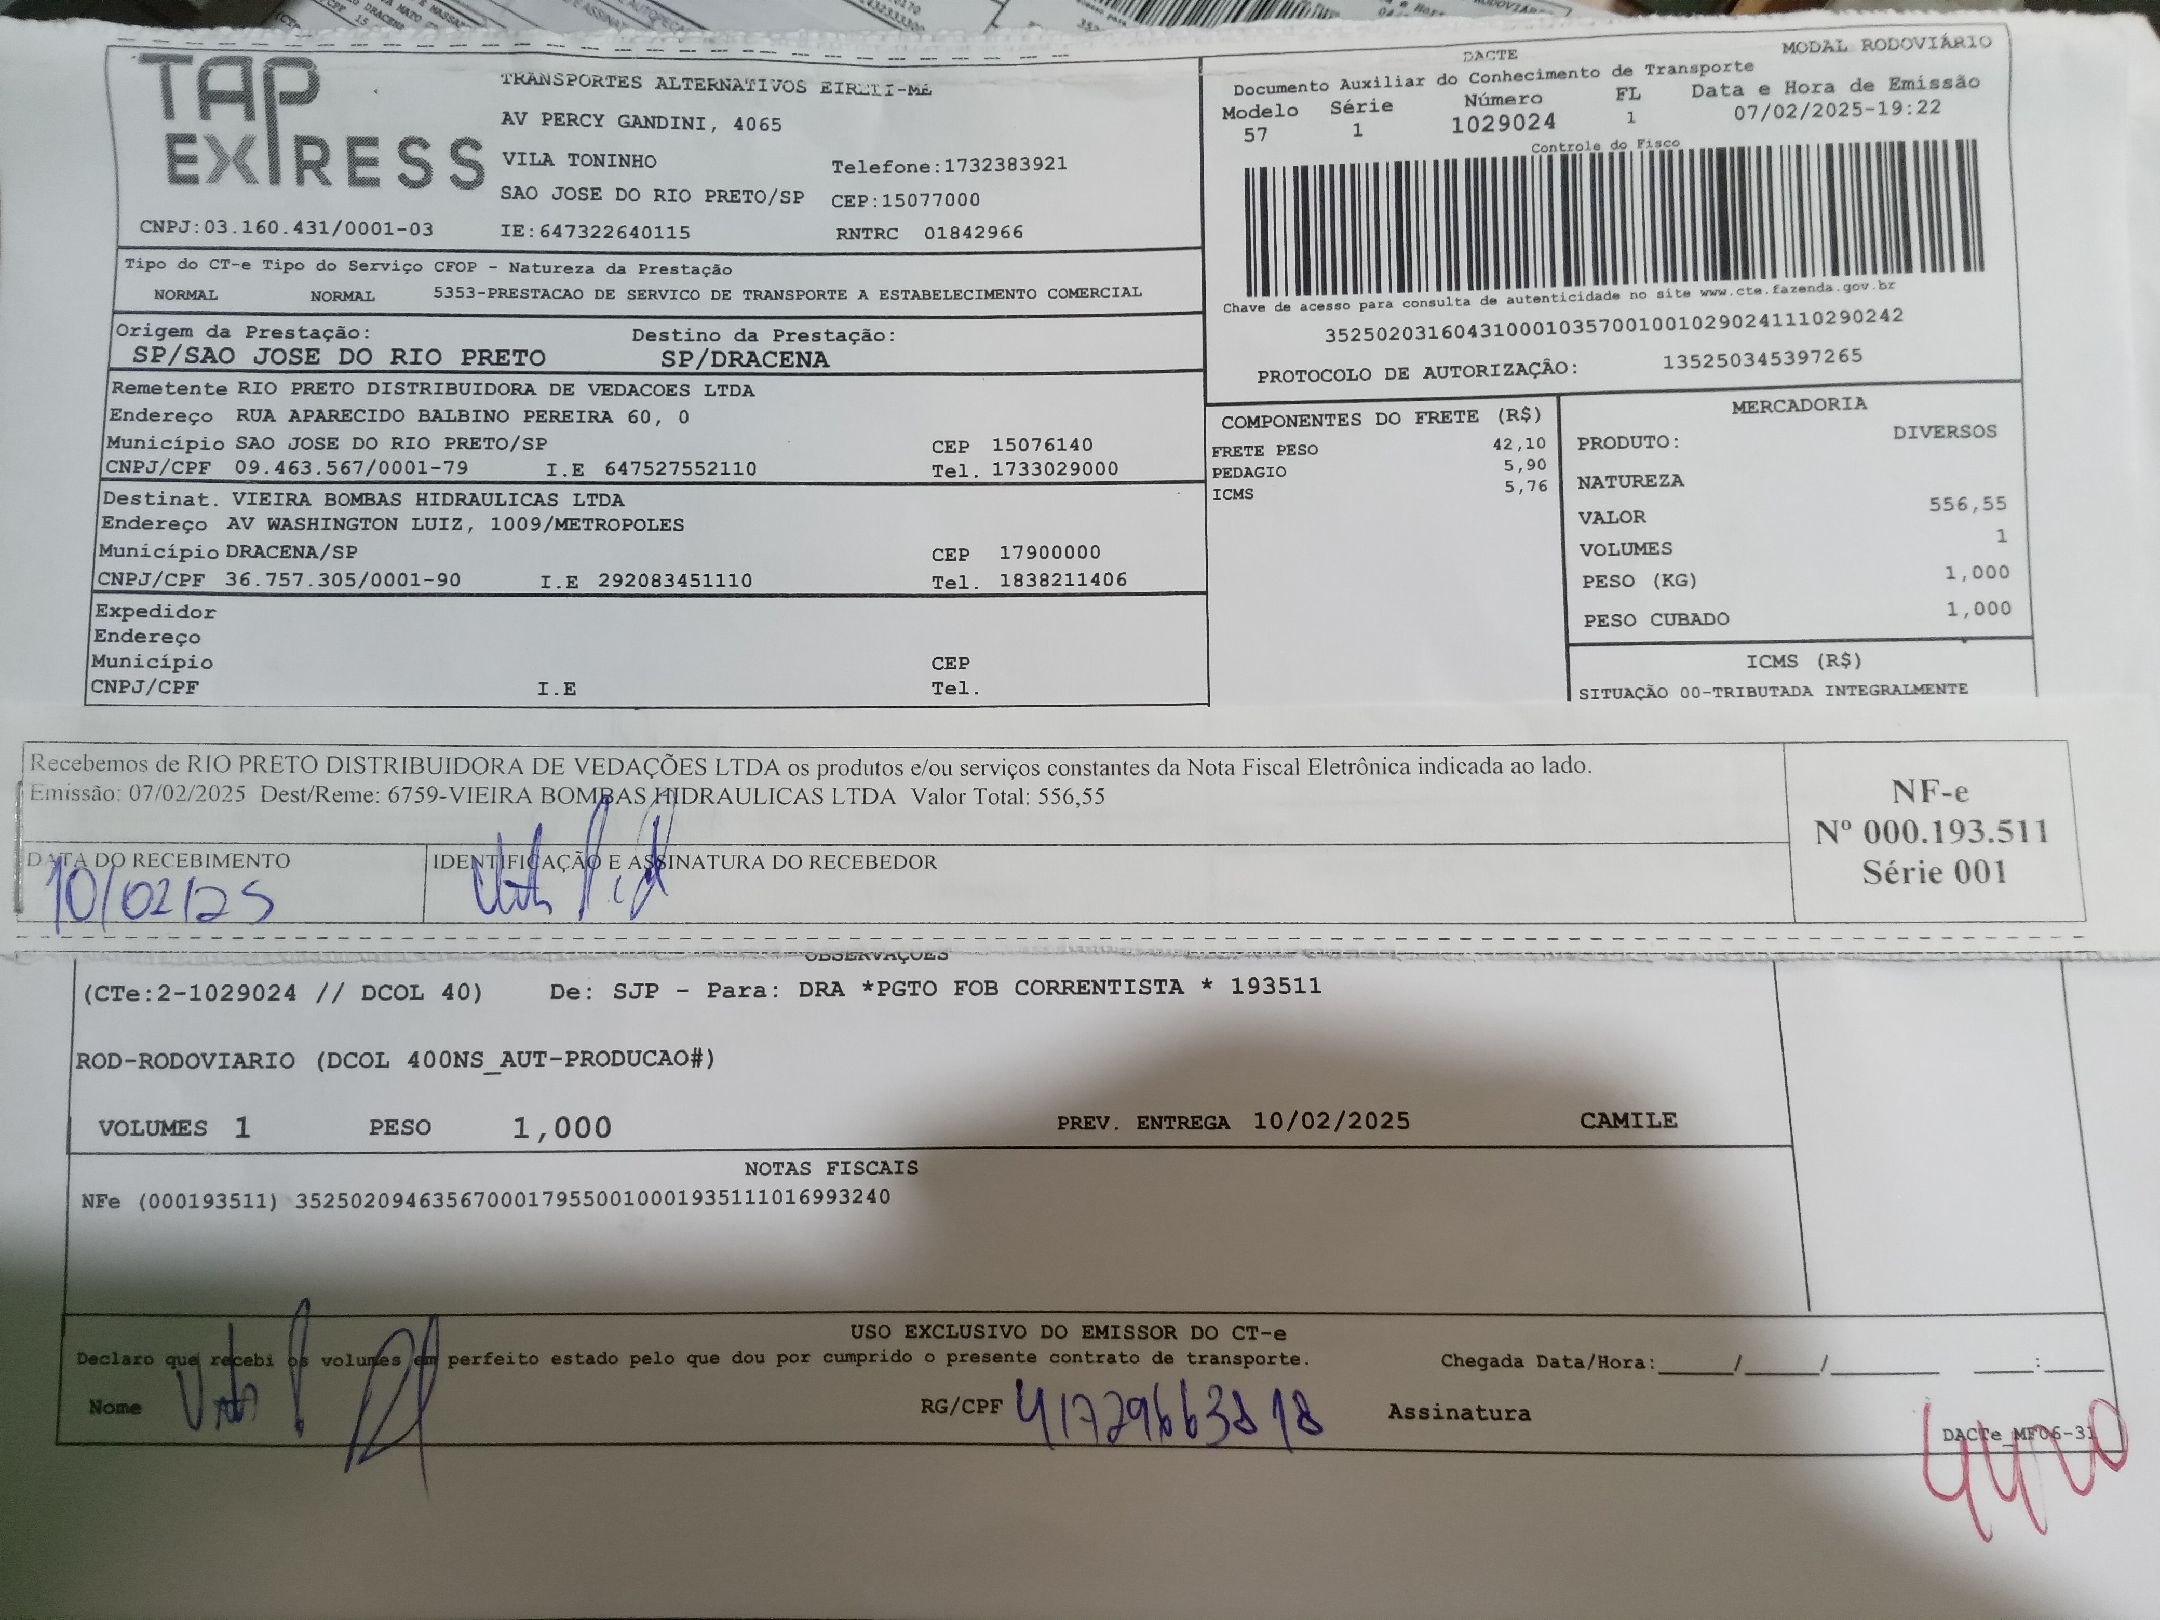 TAP EXPRESS
TRANSPORTES ALTERNATIVOS EIRELI-ME
AV PERCY GANDINI, 4065
VILA TONINHO Telefone:1732383921
SAO JOSE DO RIO PRETO/SP CEP:15077000
CNPJ:03.160.431/0001-03 IE:647322640115 RNTRC 01842966
DACTE MODAL RODOVIÁRIO
Documento Auxiliar do Conhecimento de Transporte
Modelo Série Número FL Data e Hora de Emissão
57 1 1029024 1 07/02/2025-19:22
Controle do Fisco
Chave de acesso para consulta de autenticidade no site www.cte.fazenda.gov.br
35250203160431000103570010010290241110290242
PROTOCOLO DE AUTORIZAÇÂO: 135250345397265
Tipo do CT-e Tipo do Serviço CFOP - Natureza da Prestação
NORMAL NORMAL 5353-PRESTACAO DE SERVICO DE TRANSPORTE A ESTABELECIMENTO COMERCIAL
Origem da Prestação: Destino da Prestação:
SP/SAO JOSE DO RIO PRETO SP/DRACENA
Remetente RIO PRETO DISTRIBUIDORA DE VEDACOES LTDA
Endereço RUA APARECIDO BALBINO PEREIRA 60, 0
Município SAO JOSE DO RIO PRETO/SP CEP 15076140
CNPJ/CPF 09.463.567/0001-79 I.E 647527552110 Tel. 1733029000
Destinat. VIEIRA BOMBAS HIDRAULICAS LTDA
Endereço AV WASHINGTON LUIZ, 1009/METROPOLES
Município DRACENA/SP CEP 17900000
CNPJ/CPF 36.757.305/0001-90 I.E 292083451110 Tel. 1838211406
Expedidor
Endereço
Município CEP
CNPJ/CPF I.E Tel.
COMPONENTES DO FRETE (R$)
FRETE PESO 42,10
PEDAGIO 5,90
ICMS 5,76
MERCADORIA
PRODUTO: DIVERSOS
NATUREZA
VALOR 556,55
VOLUMES 1
PESO (KG) 1,000
PESO CUBADO 1,000
ICMS (R$)
SITUAÇÃO 00-TRIBUTADA INTEGRALMENTE
Recebemos de RIO PRETO DISTRIBUIDORA DE VEDAÇÕES LTDA os produtos e/ou serviços constantes da Nota Fiscal Eletrônica indicada ao lado.
Emissão: 07/02/2025 Dest/Reme: 6759-VIEIRA BOMBAS HIDRAULICAS LTDA Valor Total: 556,55
DATA DO RECEBIMENTO IDENTIFICAÇÃO E ASSINATURA DO RECEBEDOR
10/02/25
NF-e
Nº 000.193.511
Série 001
OBSERVAÇÕES
(CTe:2-1029024 // DCOL 40) De: SJP - Para: DRA *PGTO FOB CORRENTISTA * 193511
ROD-RODOVIARIO (DCOL 400NS_AUT-PRODUCAO#)
VOLUMES 1 PESO 1,000 PREV. ENTREGA 10/02/2025 CAMILE
NOTAS FISCAIS
NFe (000193511) 35250209463567000179550010001935111016993240
USO EXCLUSIVO DO EMISSOR DO CT-e
Declaro que recebi os volumes em perfeito estado pelo que dou por cumprido o presente contrato de transporte. Chegada Data/Hora:_____/_____/_______ ____:____
Nome RG/CPF 41729663818 Assinatura
DACTe_MF06-31